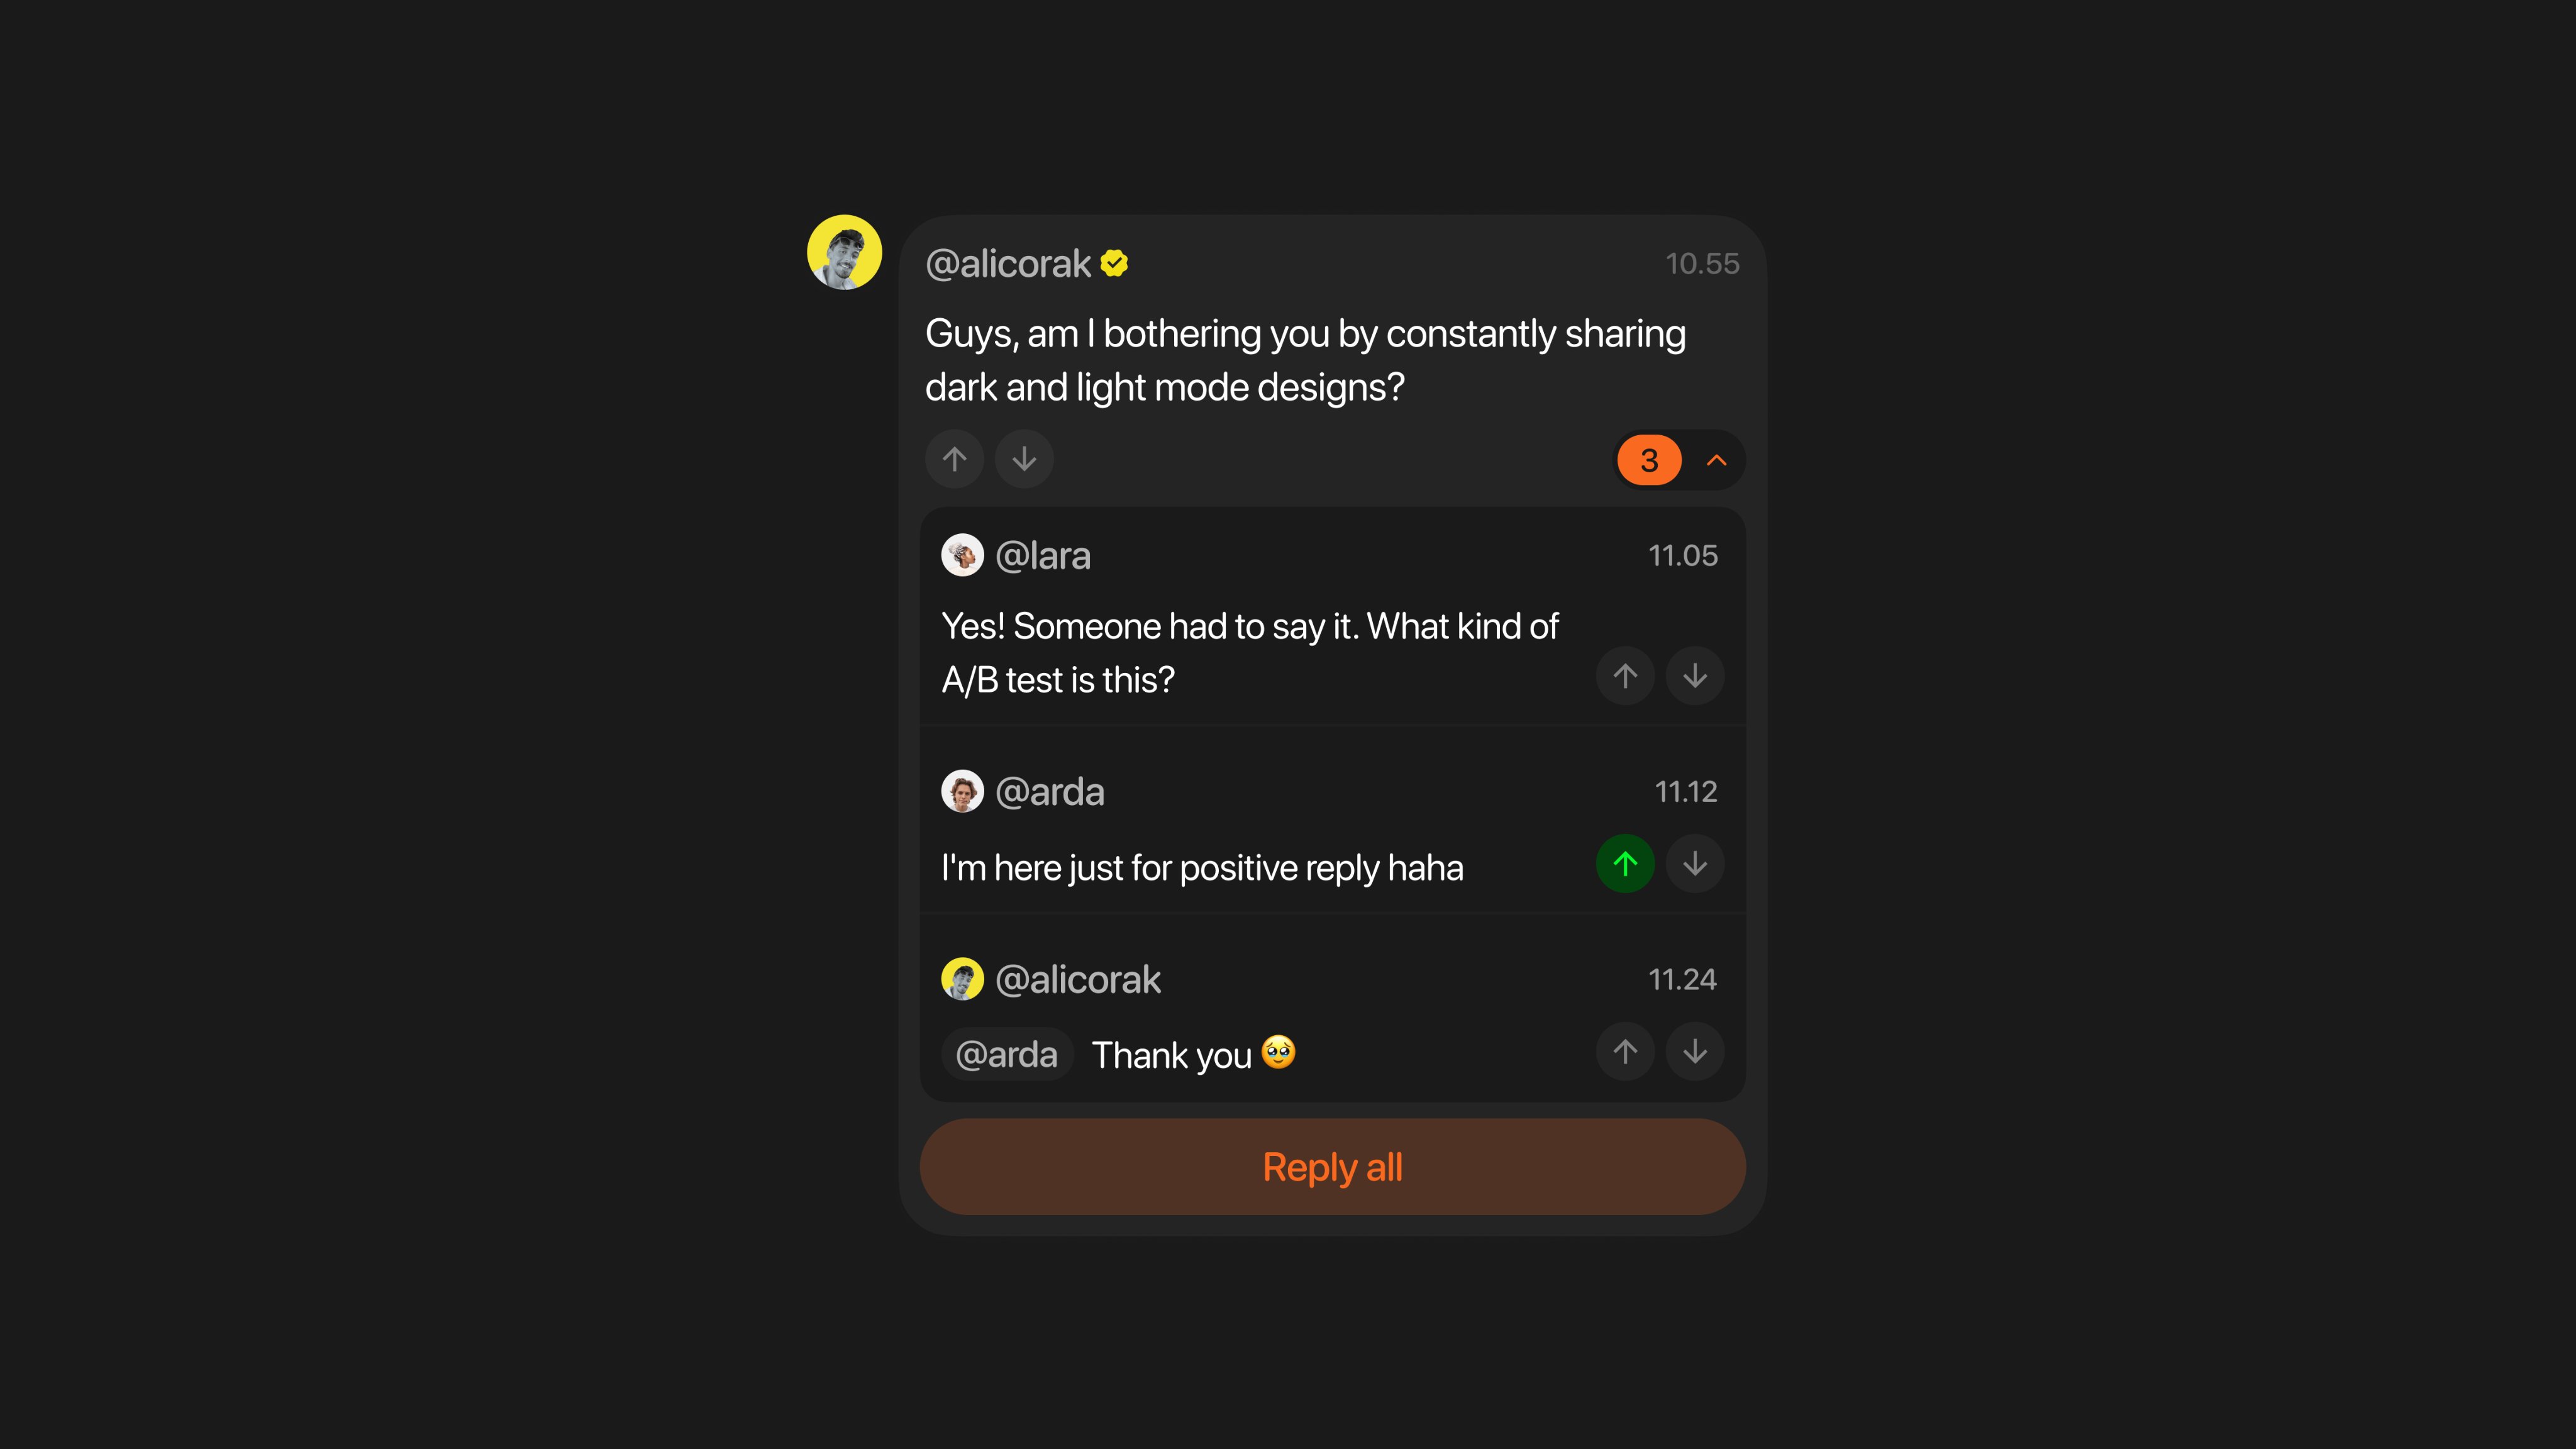 @alicorak
10.55
Guys, am I bothering you by constantly sharing
dark and light mode designs?
3
@lara
11.05
Yes! Someone had to say it. What kind of
A/B test is this?
@arda
11.12
I'm here just for positive reply haha
@alicorak
11.24
@arda Thank you 🥹
Reply all